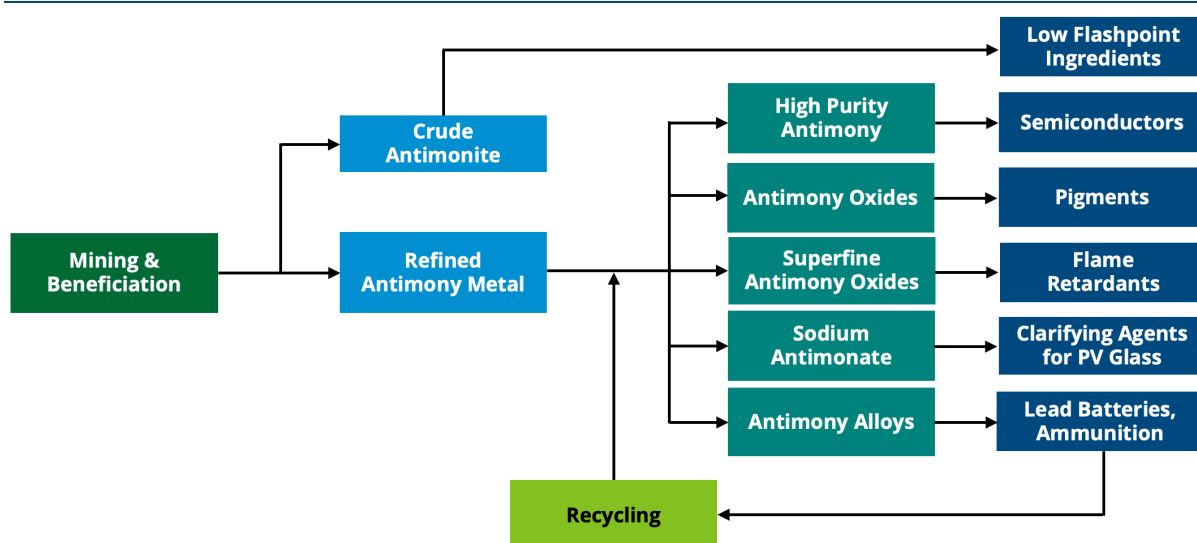 Low Flashpoint
Ingredients
Crude
Antimonite
High Purity
Antimony
Semiconductors
Antimony Oxides
Pigments
Mining &
Beneficiation
Refined
Antimony Metal
Superfine
Antimony Oxides
Flame
Retardants
Sodium
Antimonate
Clarifying Agents
for PV Glass
Antimony Alloys
Lead Batteries,
Ammunition
Recycling